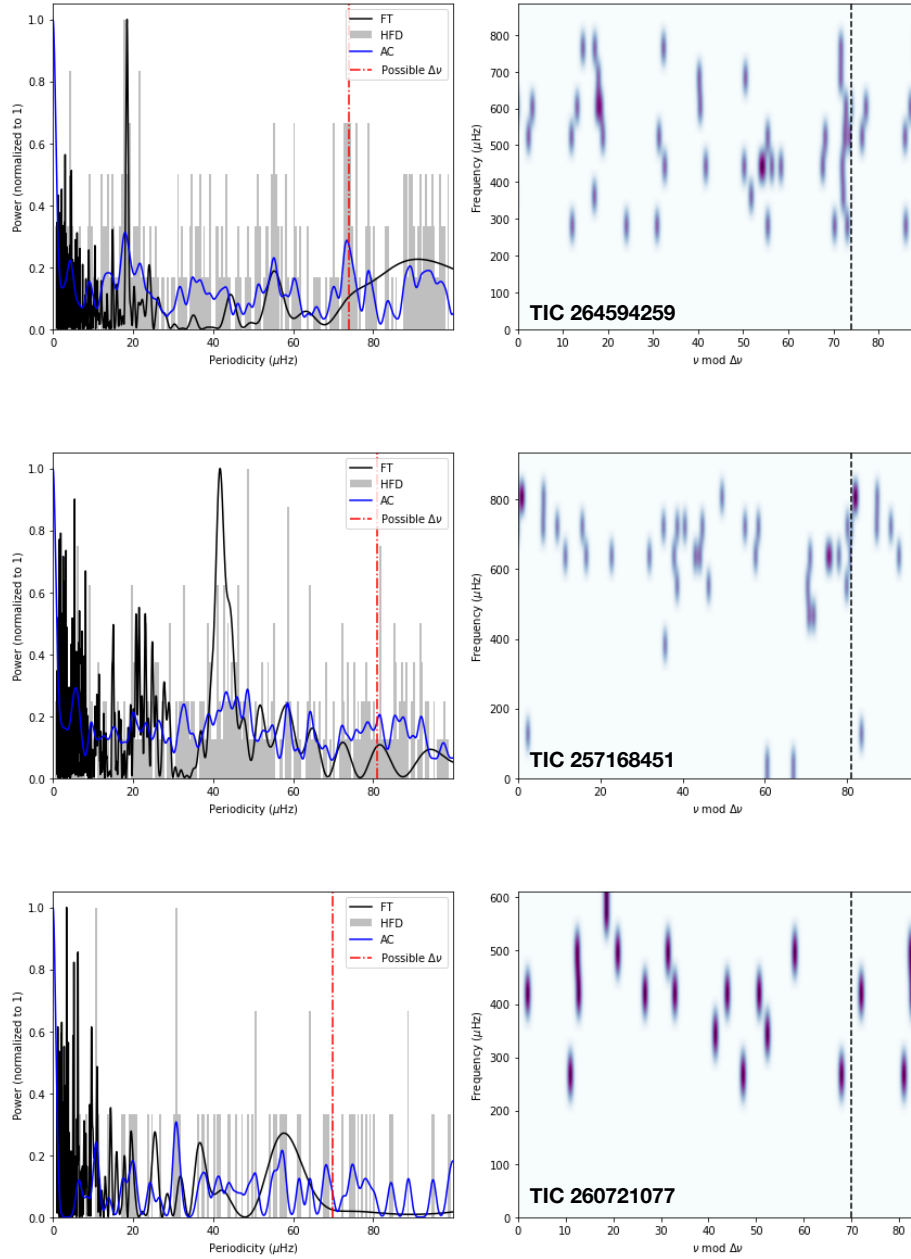 1.0
0.8
0.6
0.4
0.2
0.0
Power (normalized to 1)
0 20 40 60 80
Periodicity (μHz)
FT
HFD
AC
Possible Δν
800
700
600
500
400
300
200
100
0
Frequency (μHz)
TIC 264594259
0 10 20 30 40 50 60 70 80
ν mod Δν
1.0
0.8
0.6
0.4
0.2
0.0
Power (normalized to 1)
0 20 40 60 80
Periodicity (μHz)
FT
HFD
AC
Possible Δν
800
600
400
200
0
Frequency (μHz)
TIC 257168451
0 20 40 60 80
ν mod Δν
1.0
0.8
0.6
0.4
0.2
0.0
Power (normalized to 1)
0 20 40 60 80
Periodicity (μHz)
FT
HFD
AC
Possible Δν
600
500
400
300
200
100
0
Frequency (μHz)
TIC 260721077
0 10 20 30 40 50 60 70 80
ν mod Δν